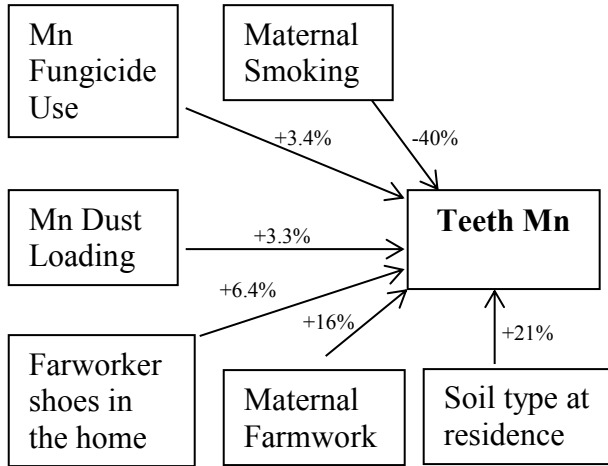 Mn
Fungicide
Use
Maternal
Smoking
+3.4%
-40%
Mn Dust
Loading
+3.3%
Teeth Mn
+6.4%
+16%
+21%
Farworker
shoes in
the home
Maternal
Farmwork
Soil type at
residence